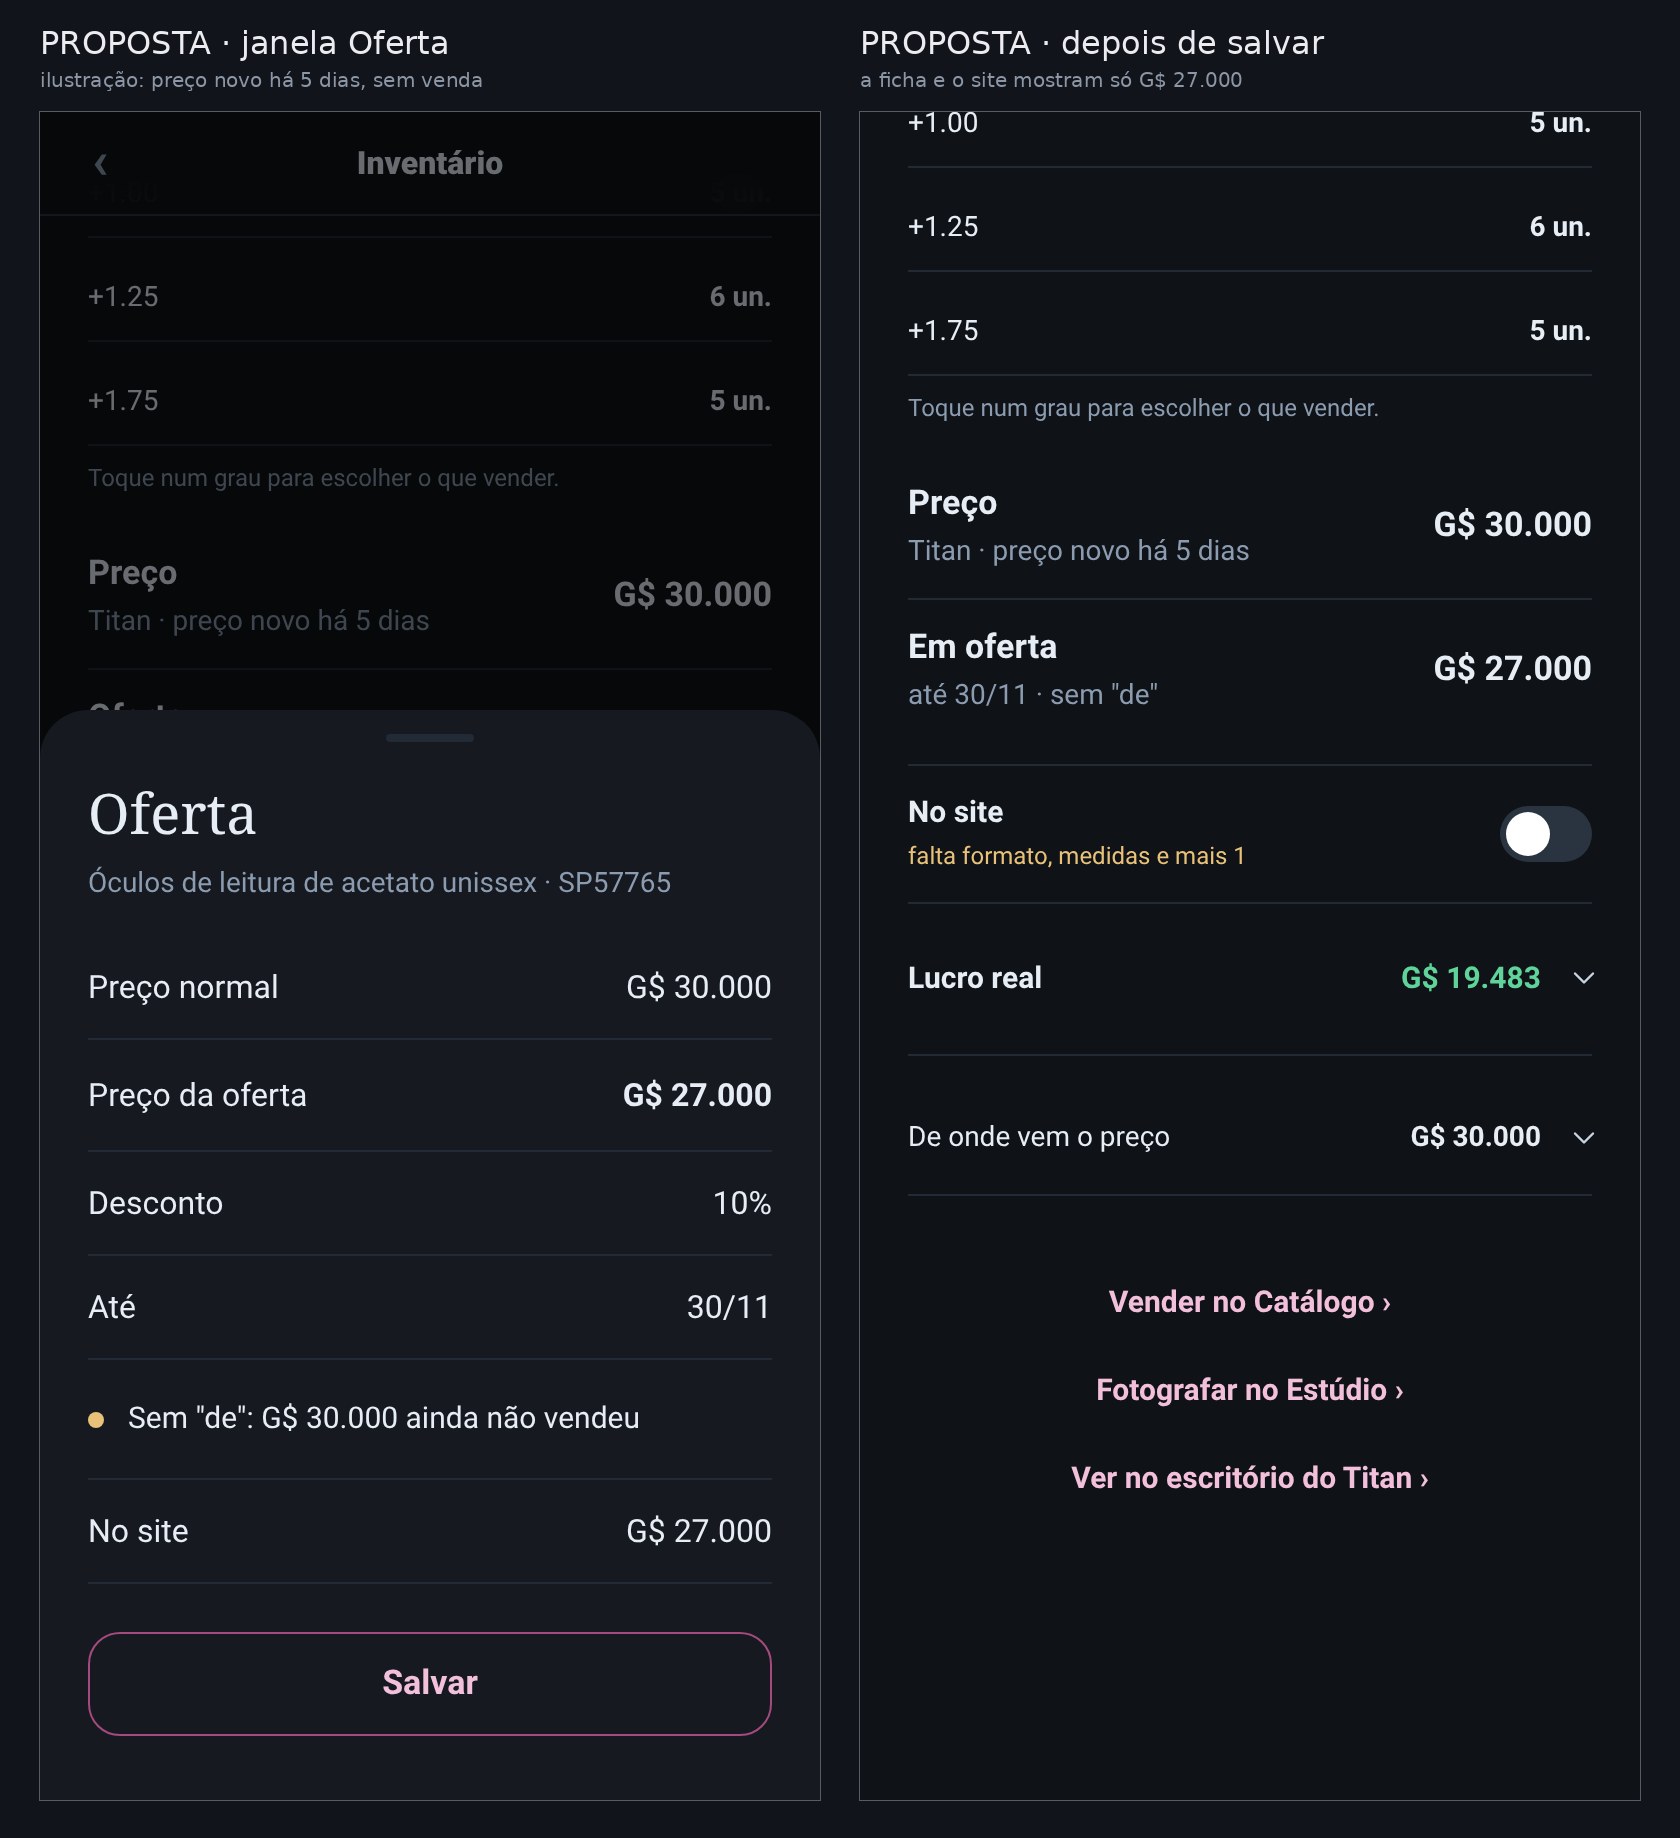 PROPOSTA · janela Oferta
ilustração: preço novo há 5 dias, sem venda
‹
Inventário
+1.00 5 un.
+1.25 6 un.
+1.75 5 un.
Toque num grau para escolher o que vender.
Preço
G$ 30.000
Titan · preço novo há 5 dias
Oferta
Óculos de leitura de acetato unissex · SP57765
Preço normal G$ 30.000
Preço da oferta G$ 27.000
Desconto 10%
Até 30/11
Sem "de": G$ 30.000 ainda não vendeu
No site G$ 27.000
Salvar
PROPOSTA · depois de salvar
a ficha e o site mostram só G$ 27.000
+1.00 5 un.
+1.25 6 un.
+1.75 5 un.
Toque num grau para escolher o que vender.
Preço
G$ 30.000
Titan · preço novo há 5 dias
Em oferta
G$ 27.000
até 30/11 · sem "de"
No site
falta formato, medidas e mais 1
Lucro real G$ 19.483
De onde vem o preço G$ 30.000
Vender no Catálogo ›
Fotografar no Estúdio ›
Ver no escritório do Titan ›